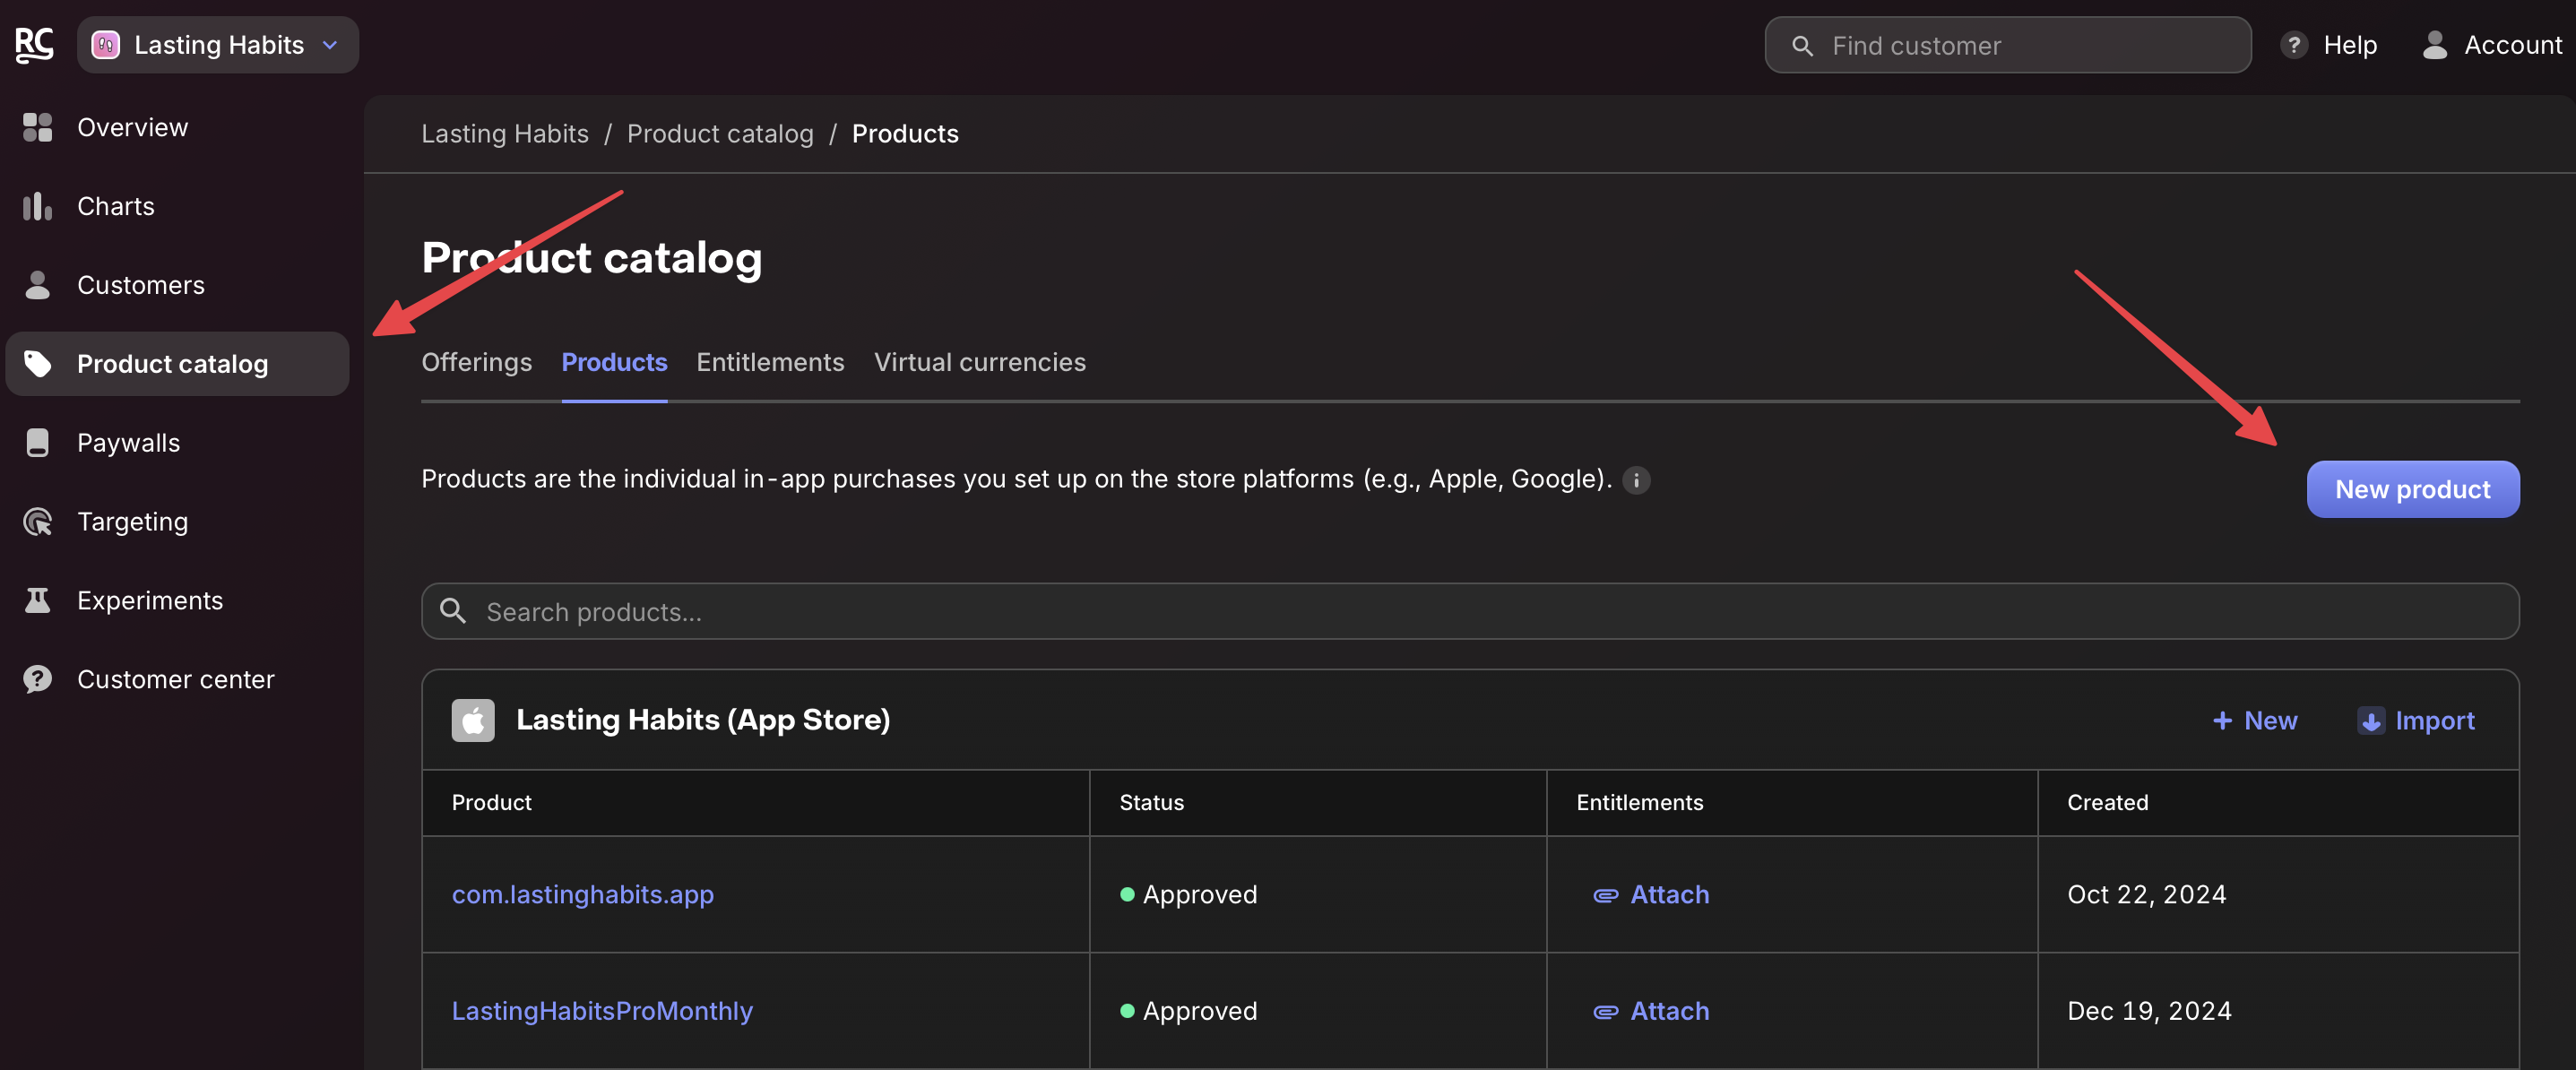 RC
Lasting Habits
Find customer
? Help
Account
Overview
Charts
Customers
Product catalog
Paywalls
Targeting
Experiments
? Customer center
Lasting Habits / Product catalog / Products
Product catalog
Offerings Products Entitlements Virtual currencies
Products are the individual in-app purchases you set up on the store platforms (e.g., Apple, Google). i
New product
Search products...
Lasting Habits (App Store)
+ New Import
Product Status Entitlements Created
com.lastinghabits.app Approved Attach Oct 22, 2024
LastingHabitsProMonthly Approved Attach Dec 19, 2024